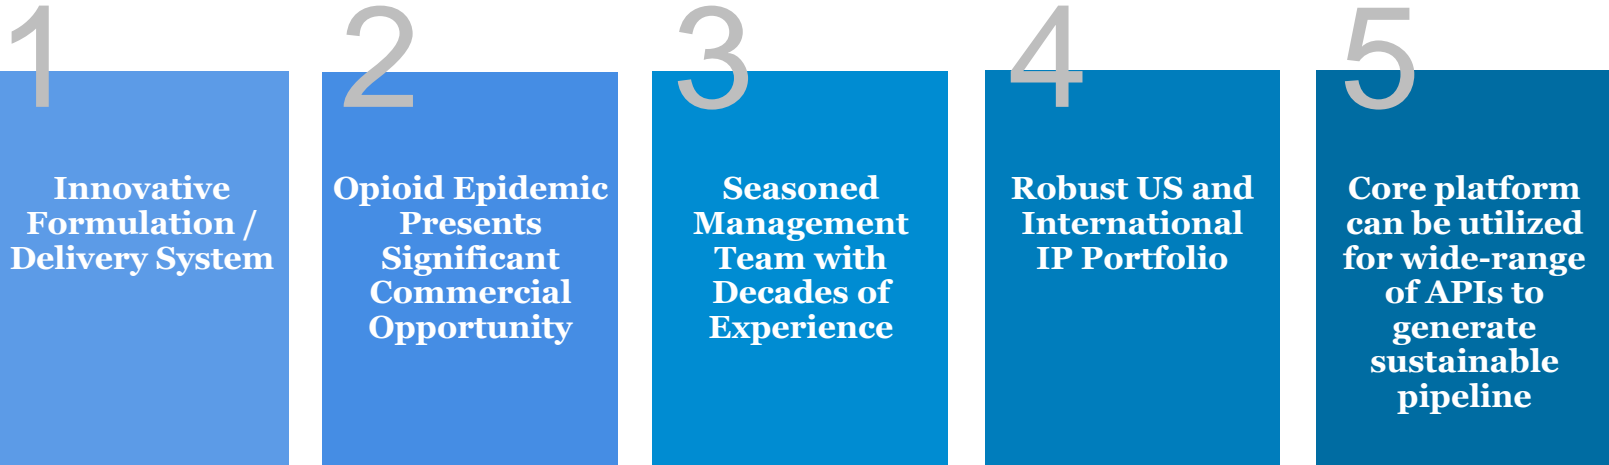 1
Innovative
Formulation /
Delivery System
2
Opioid Epidemic
Presents
Significant
Commercial
Opportunity
3
Seasoned
Management
Team with
Decades of
Experience
4
Robust US and
International
IP Portfolio
5
Core platform
can be utilized
for wide-range
of APIs to
generate
sustainable
pipeline